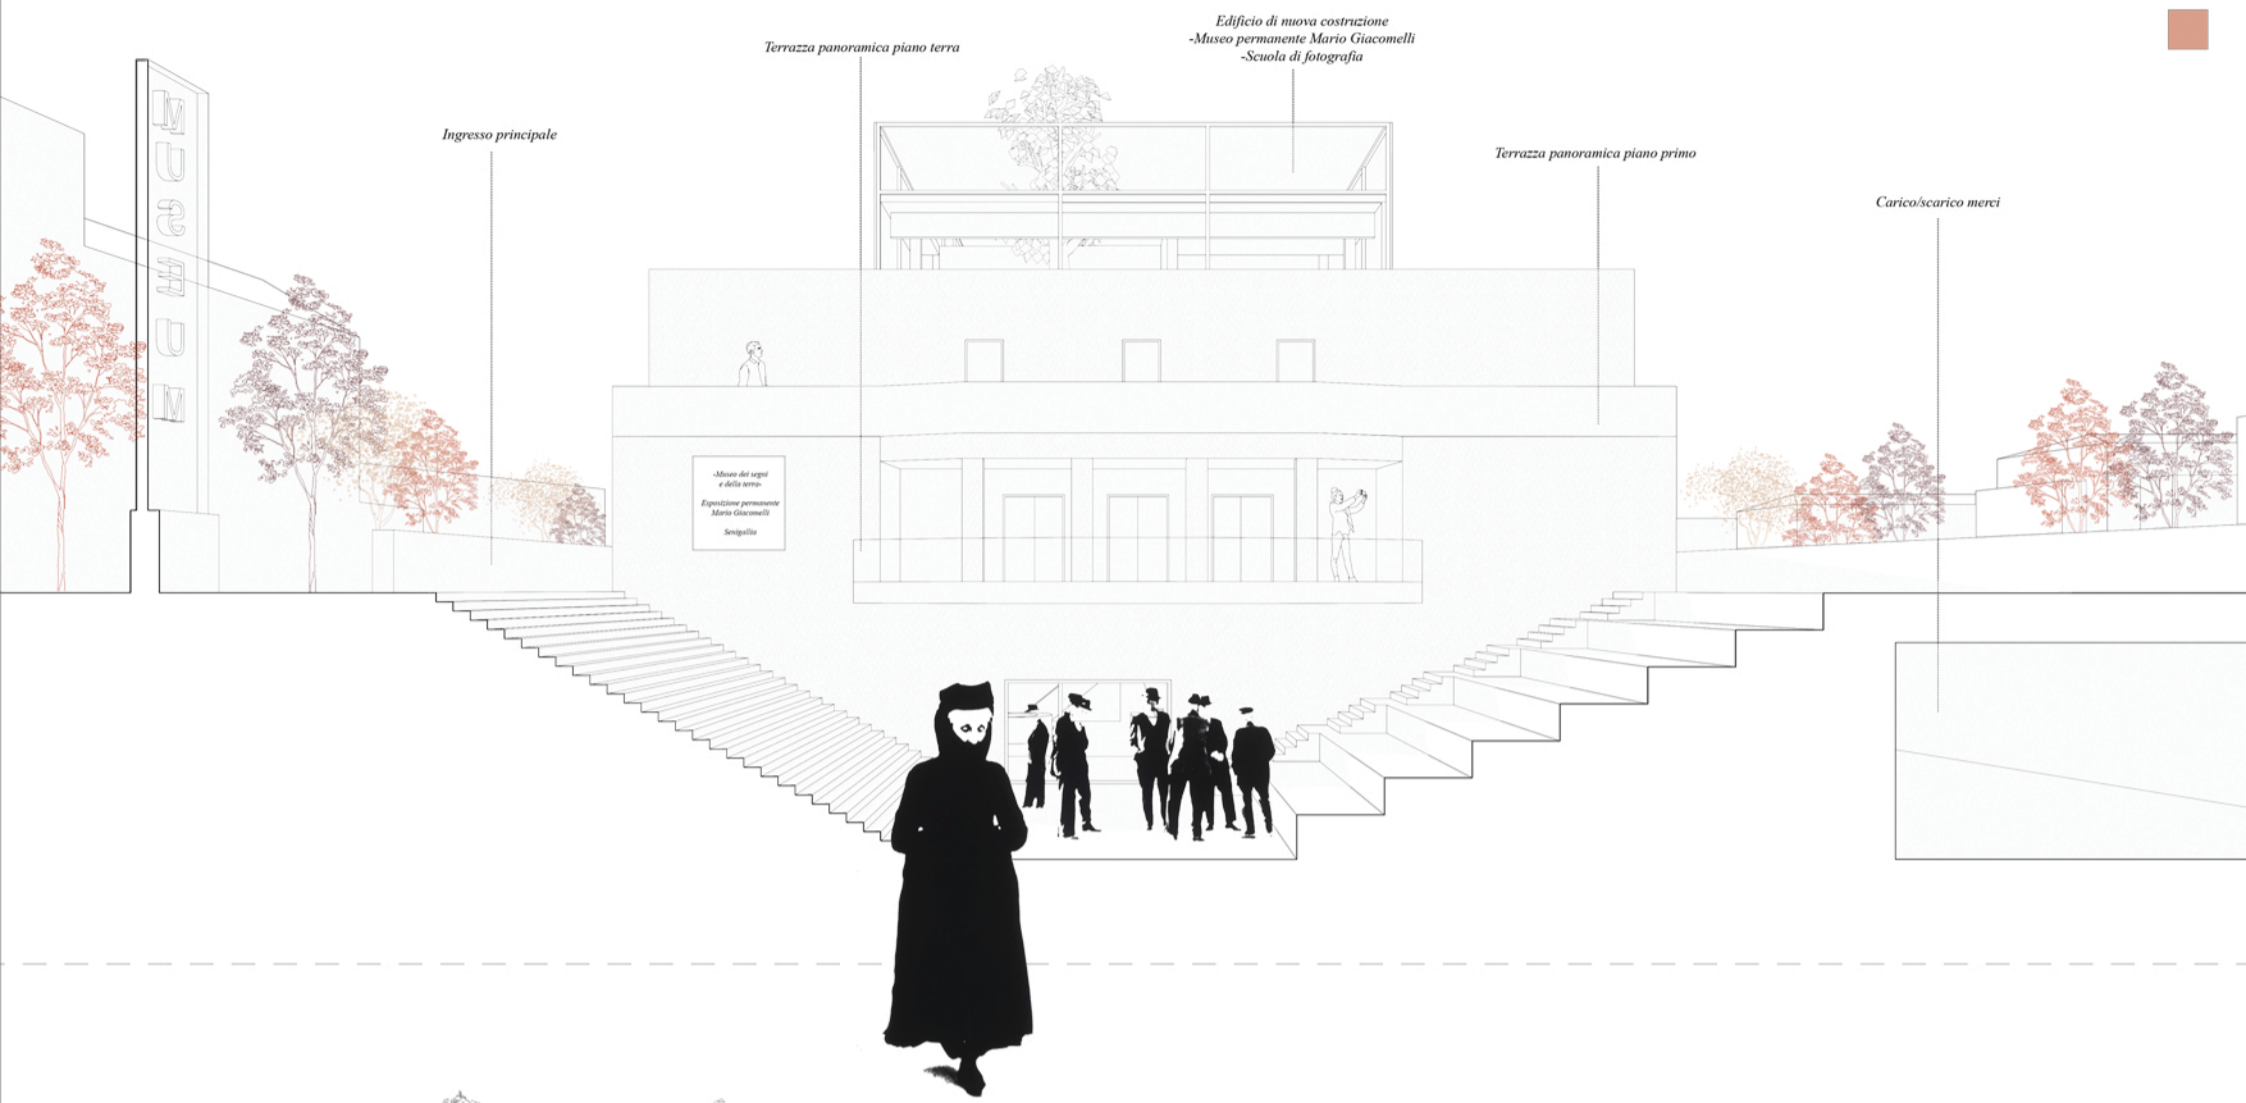 Edificio di nuova costruzione
-Museo permanente Mario Giacomelli
-Scuola di fotografia
Terrazza panoramica piano terra
Ingresso principale
Terrazza panoramica piano primo
Carico/scarico merci
MUSEUM
-Museo dei segni
e della terra-
Esposizione permanente
Mario Giacomelli
Senigallia